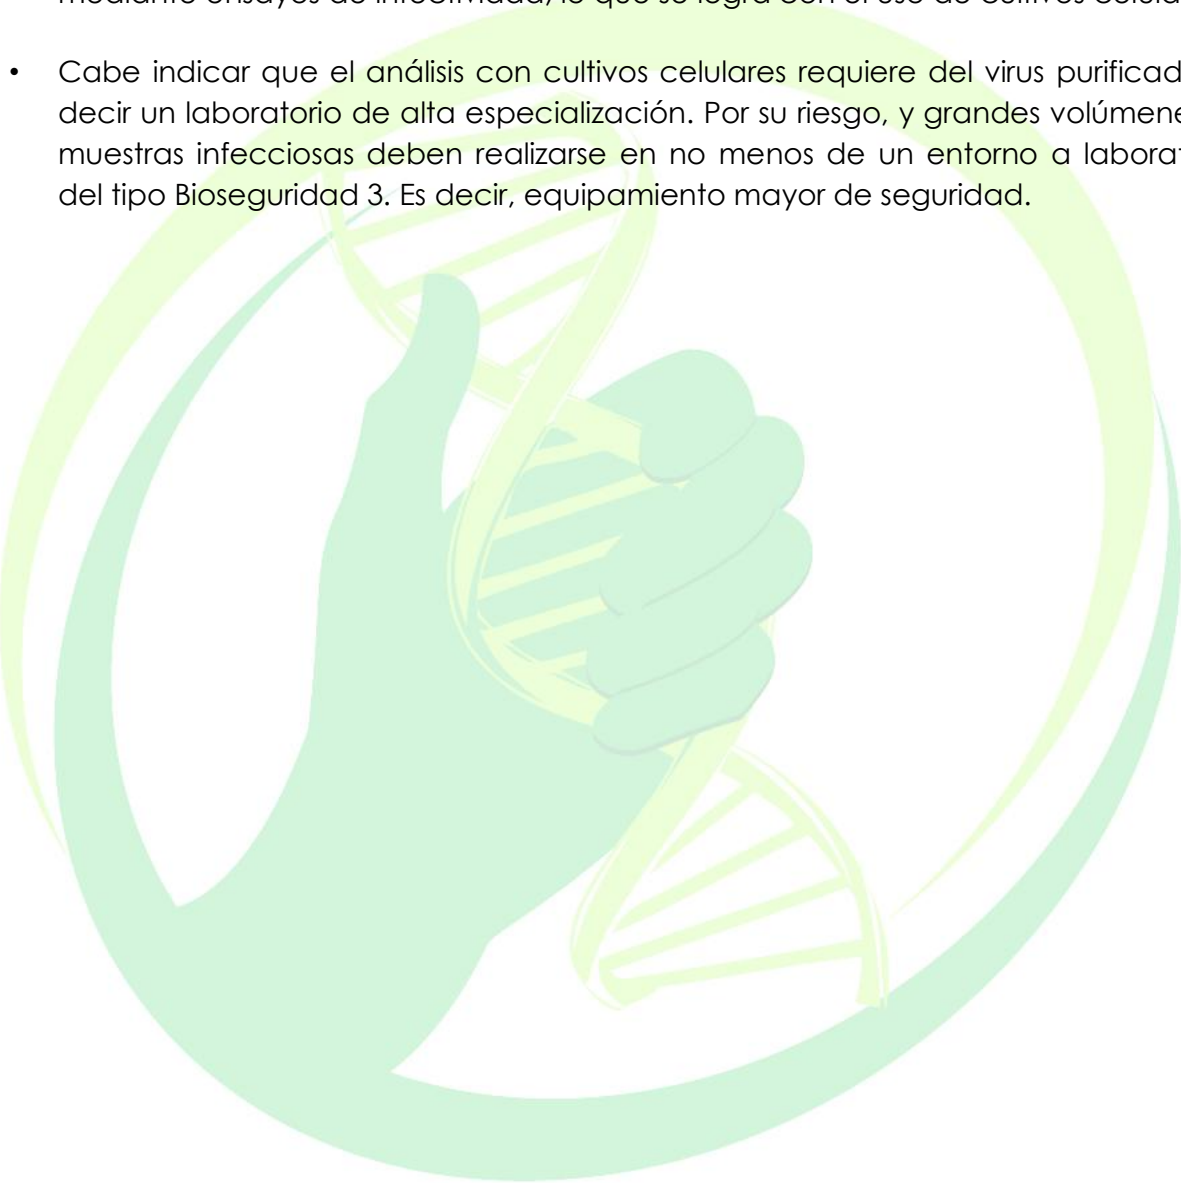 • Cabe indicar que el análisis con cultivos celulares requiere del virus purificad
decir un laboratorio de alta especialización. Por su riesgo, y grandes volúmene
muestras infecciosas deben realizarse en no menos de un entorno a laborat
del tipo Bioseguridad 3. Es decir, equipamiento mayor de seguridad.